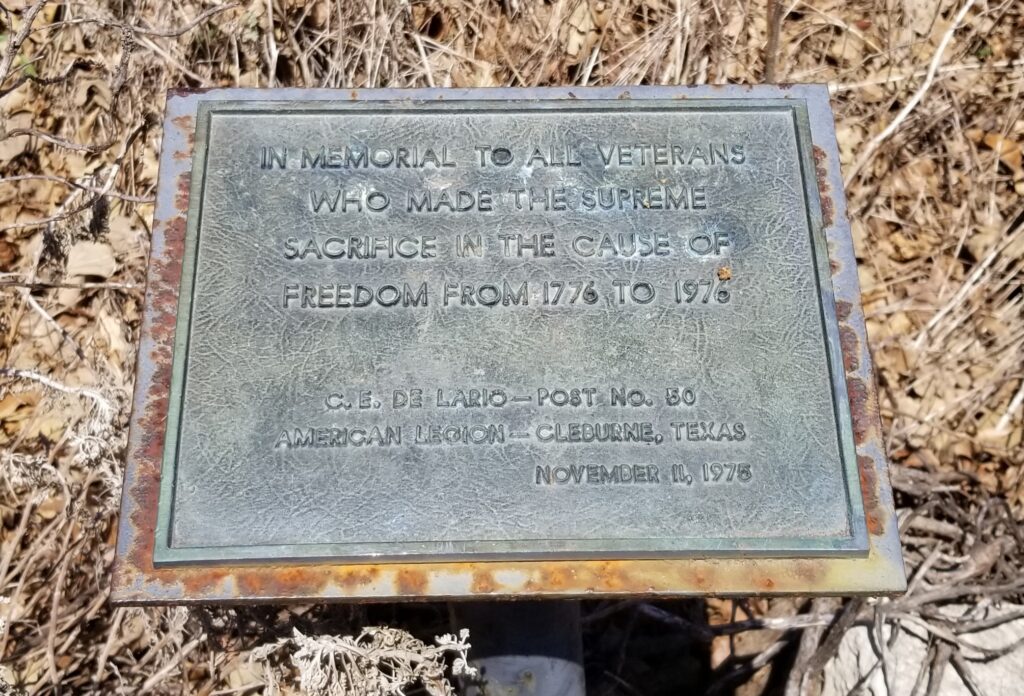 IN MEMORIAL TO ALL VETERANS
WHO MADE THE SUPREME
SACRIFICE IN THE CAUSE OF
FREEDOM FROM 1776 TO 1976
C. E. DE LARIO — POST NO. 50
AMERICAN LEGION — CLEBURNE, TEXAS
NOVEMBER 11, 1975